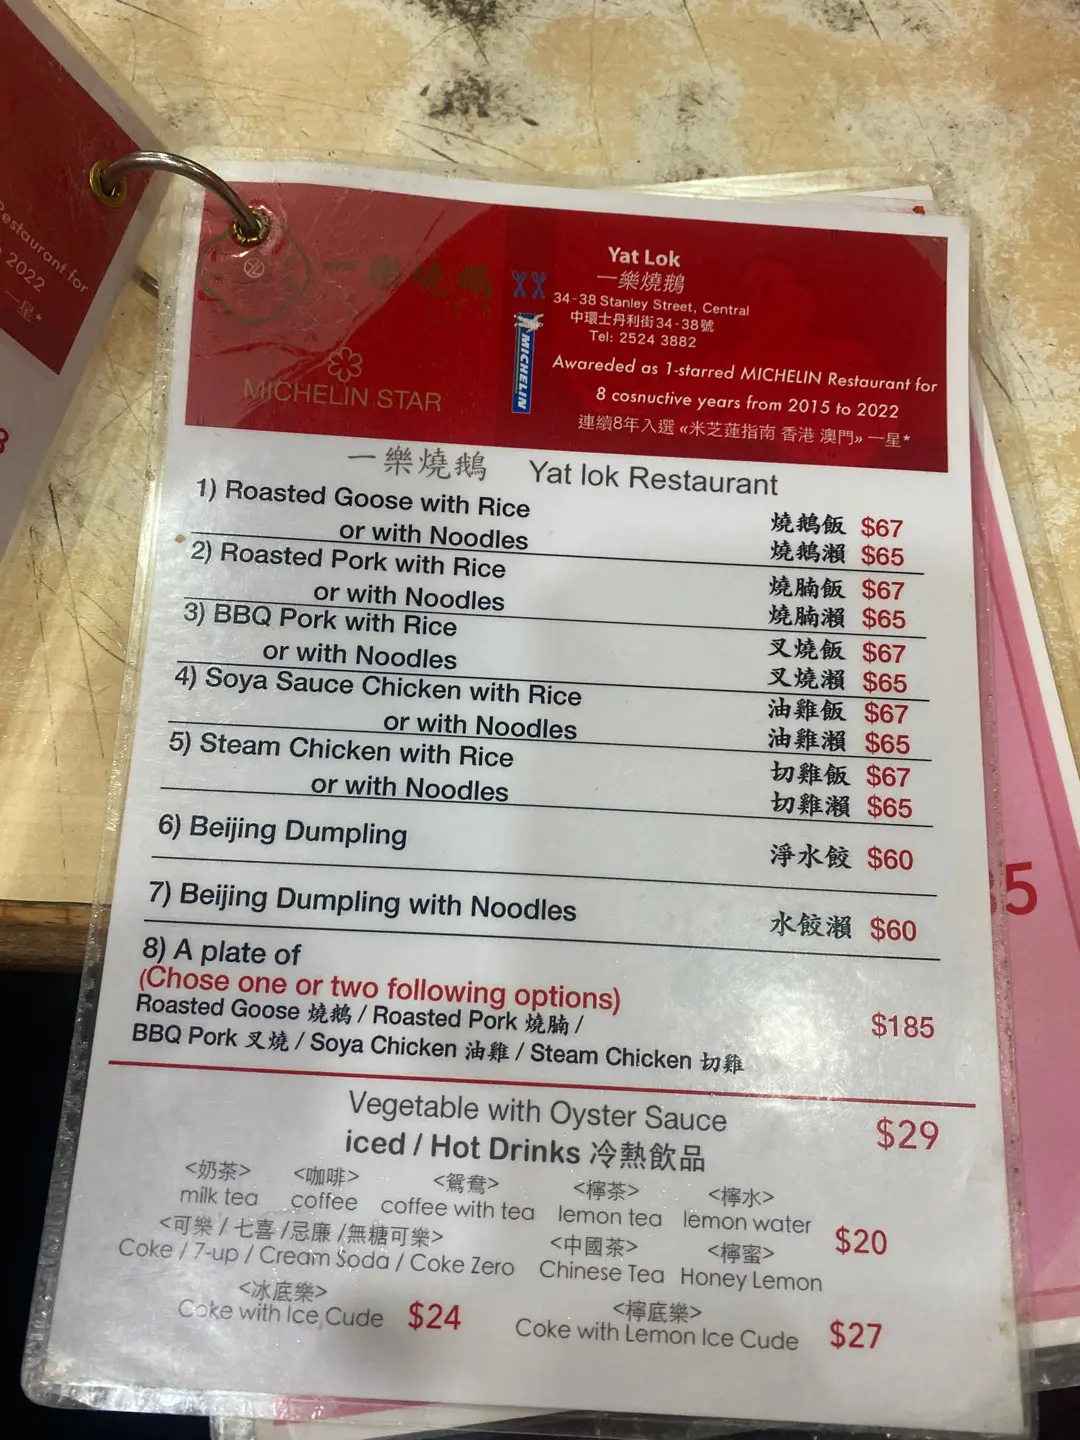 estaurant for
2022
一星*
3
一樂燒鵝
MICHELIN STAR
MICHELIN
Yat Lok
一樂燒鵝
34-38 Stanley Street, Central
中環士丹利街34-38號
Tel: 2524 3882
Awareded as 1-starred MICHELIN Restaurant for
8 cosnuctive years from 2015 to 2022
連續8年入選 «米芝蓮指南 香港 澳門» 一星*
一樂燒鵝 Yat lok Restaurant
1) Roasted Goose with Rice 燒鵝飯 $67
or with Noodles 燒鵝瀨 $65
2) Roasted Pork with Rice 燒腩飯 $67
or with Noodles 燒腩瀨 $65
3) BBQ Pork with Rice 叉燒飯 $67
or with Noodles 叉燒瀨 $65
4) Soya Sauce Chicken with Rice 油雞飯 $67
or with Noodles 油雞瀨 $65
5) Steam Chicken with Rice 切雞飯 $67
or with Noodles 切雞瀨 $65
6) Beijing Dumpling 淨水餃 $60
7) Beijing Dumpling with Noodles 水餃瀨 $60
8) A plate of
(Chose one or two following options)
Roasted Goose 燒鵝 / Roasted Pork 燒腩 / $185
BBQ Pork 叉燒 / Soya Chicken 油雞 / Steam Chicken 切雞
Vegetable with Oyster Sauce $29
iced / Hot Drinks 冷熱飲品
<奶茶> <咖啡> <鴛鴦> <檸茶> <檸水>
milk tea coffee coffee with tea lemon tea lemon water $20
<可樂 / 七喜 /忌廉 /無糖可樂> <中國茶> <檸蜜>
Coke / 7-up / Cream Soda / Coke Zero Chinese Tea Honey Lemon
<冰底樂> <檸底樂>
Coke with Ice Cude $24 Coke with Lemon Ice Cude $27
5